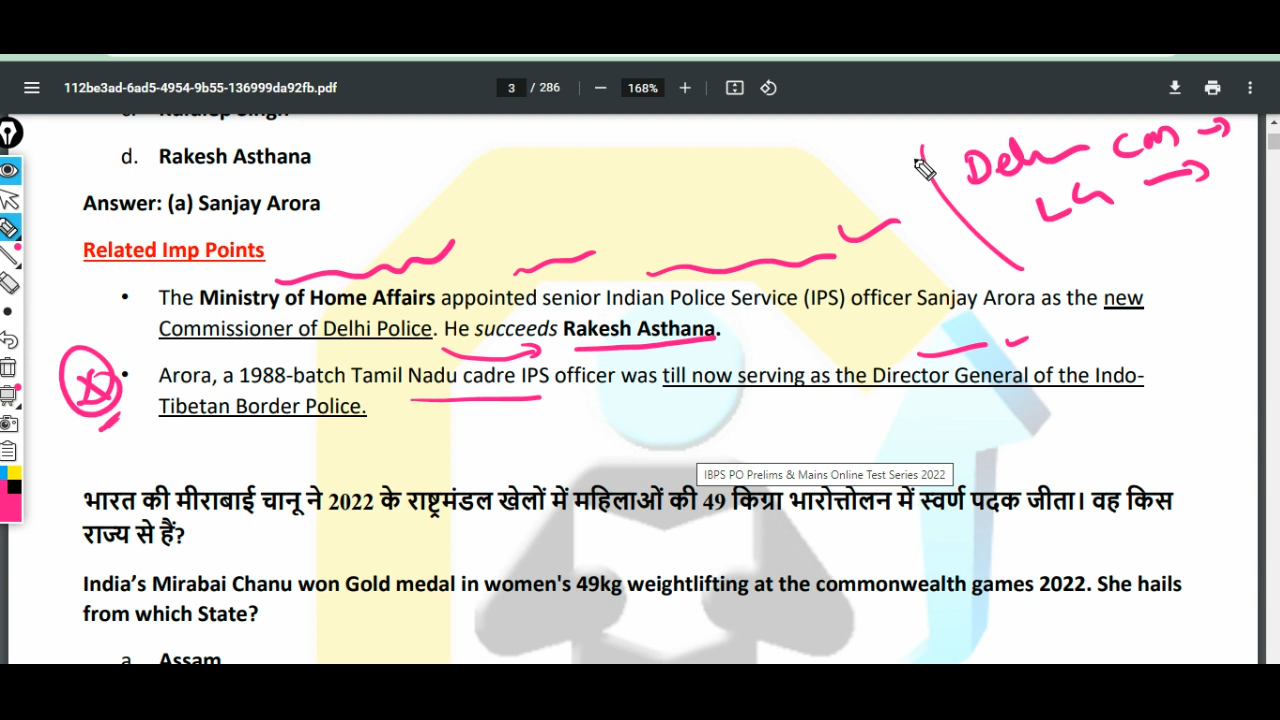 112be3ad-6ad5-4954-9b55-136999da92fb.pdf
3 / 286
168%
d. Rakesh Asthana
Delhi CM →
LG →
Answer: (a) Sanjay Arora
Related Imp Points
• The Ministry of Home Affairs appointed senior Indian Police Service (IPS) officer Sanjay Arora as the new
Commissioner of Delhi Police. He succeeds Rakesh Asthana.
• Arora, a 1988-batch Tamil Nadu cadre IPS officer was till now serving as the Director General of the Indo-
Tibetan Border Police.
IBPS PO Prelims & Mains Online Test Series 2022
भारत की मीराबाई चानू ने 2022 के राष्ट्रमंडल खेलों में महिलाओं की 49 किग्रा भारोत्तोलन में स्वर्ण पदक जीता। वह किस
राज्य से हैं?
India’s Mirabai Chanu won Gold medal in women's 49kg weightlifting at the commonwealth games 2022. She hails
from which State?
a. Assam